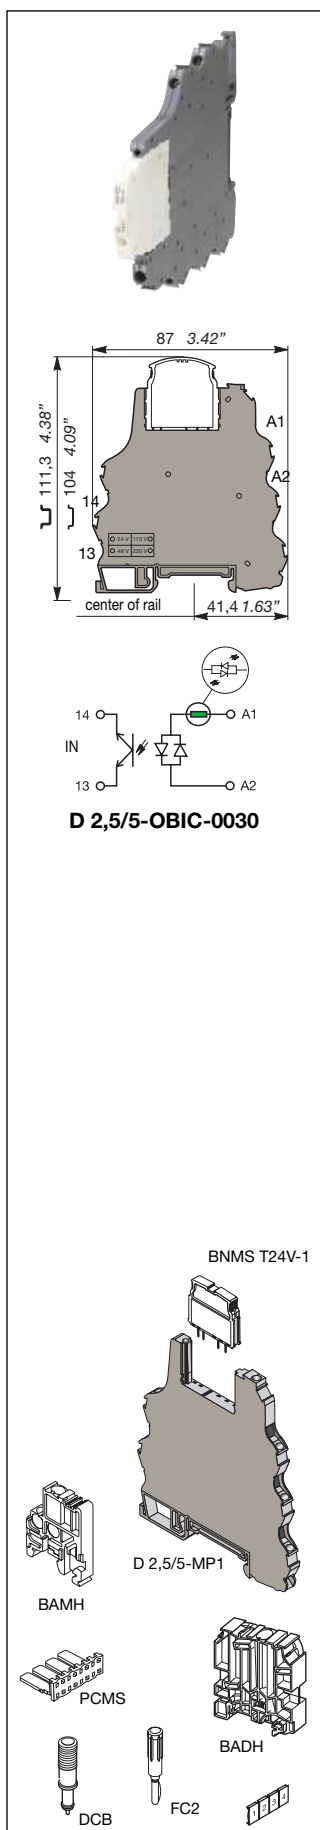 87 3.42”
111,3 4.38”
104 4.09”
A1
A2
14
13
24 V 115 V
48 V 230 V
center of rail
41,4 1.63”
14
A1
IN
13
A2
D 2,5/5-OBIC-0030
BNMS T24V-1
D 2,5/5-MP1
BAMH
PCMS
BADH
DCB
FC2
1 2 3 4